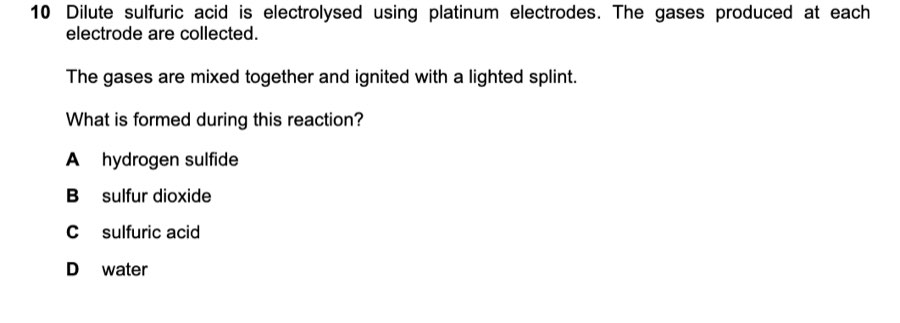 10 Dilute sulfuric acid is electrolysed using platinum electrodes. The gases produced at each
electrode are collected.
The gases are mixed together and ignited with a lighted splint.
What is formed during this reaction?
A hydrogen sulfide
B sulfur dioxide
C sulfuric acid
D water